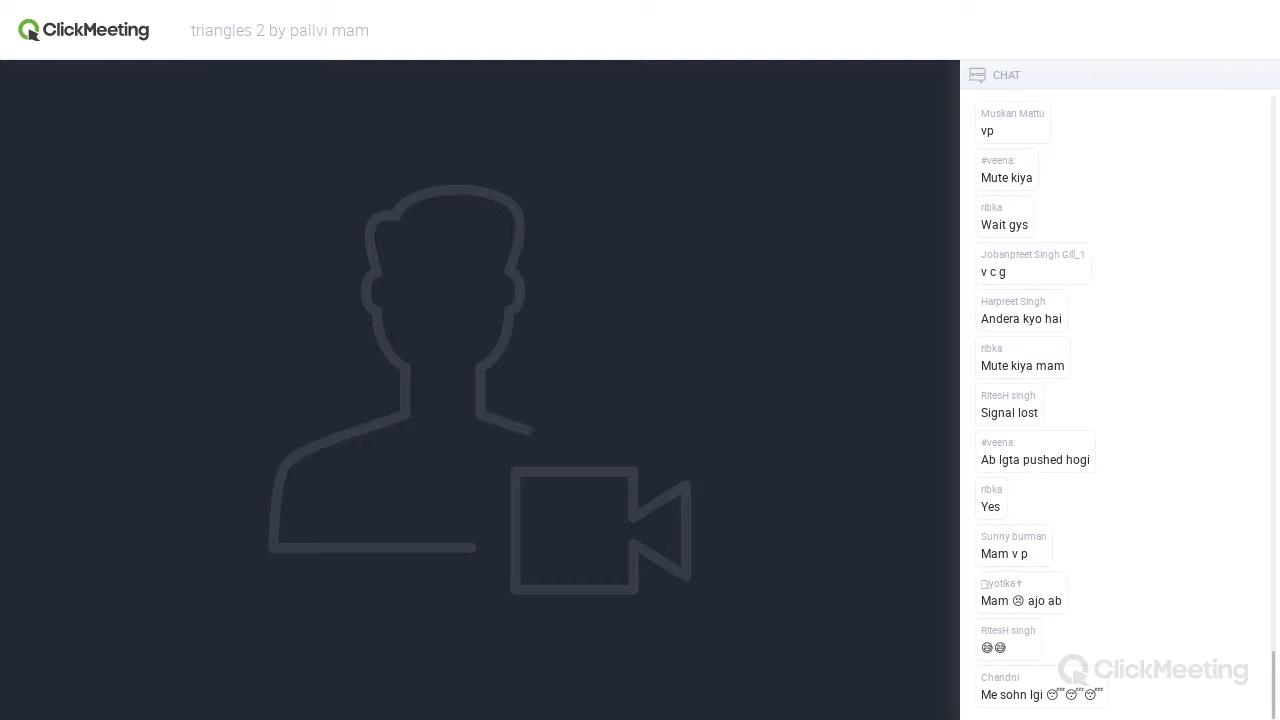 ClickMeeting
triangles 2 by pallvi mam
CHAT
Muskan Mattu
vp
#veena:
Mute kiya
ribka
Wait gys
Jobanpreet Singh Gill_1
v c g
Harpreet Singh
Andera kyo hai
ribka
Mute kiya mam
RitesH singh
Signal lost
#veena:
Ab lgta pushed hogi
ribka
Yes
Sunny burman
Mam v p
jyotika✝
Mam 😣 ajo ab
RitesH singh
😅😅
Chandni
Me sohn lgi 😴😴😴
ClickMeeting